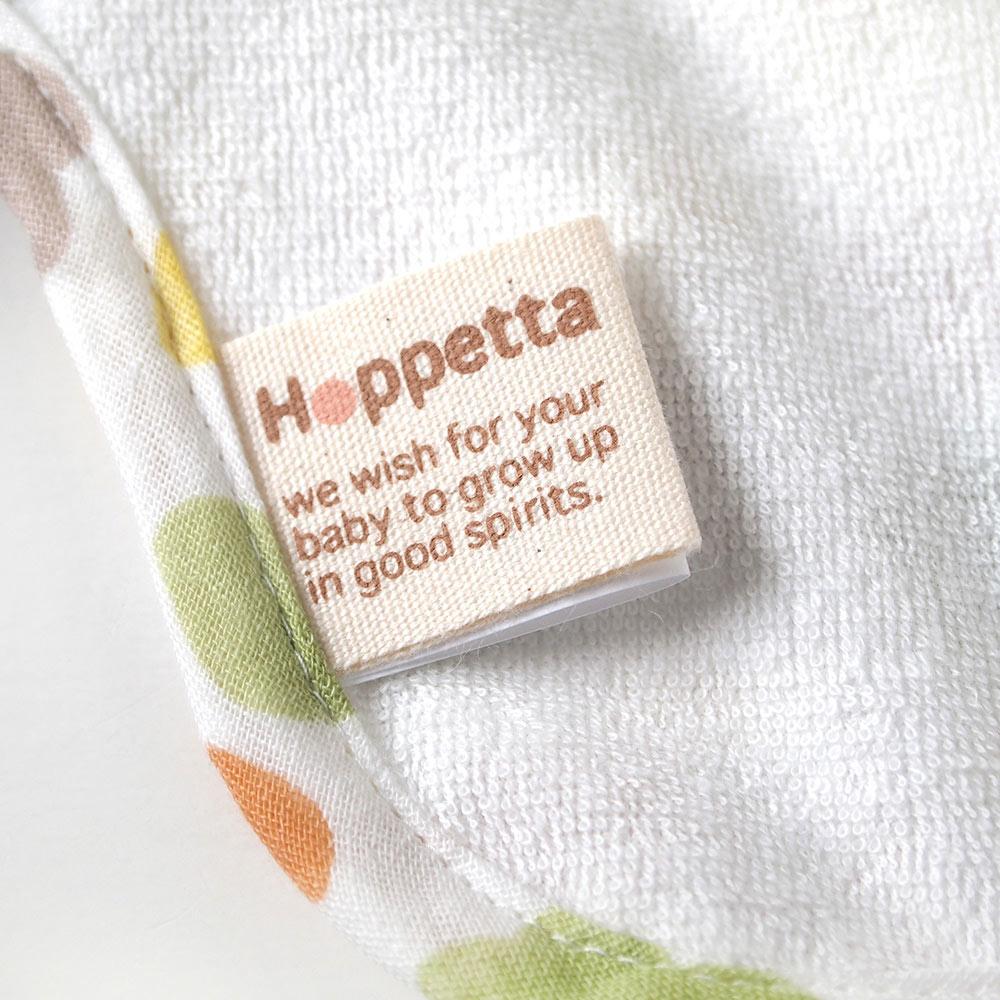 Hoppetta
we wish for your
baby to grow up
in good spirits.